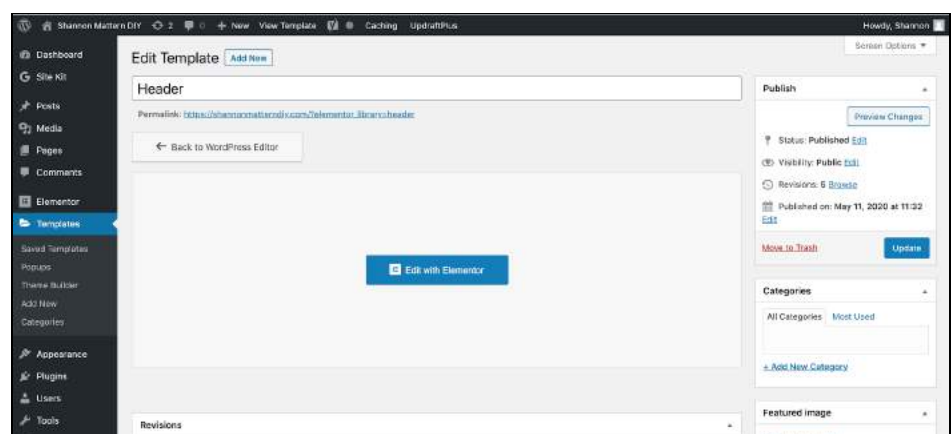 Shannon Mattern DIY 2 0 + New View Template Caching UpdraftPlus Howdy, Shannon
Screen Options ▼
Dashboard
Site Kit
Posts
Media
Pages
Comments
Elementor
Templates
Saved Templates
Popups
Theme Builder
Add New
Categories
Appearance
Plugins
Users
Tools
Edit Template Add New
Header
Permalink: https://shannonmatterndiy.com/?elementor_library=header
← Back to WordPress Editor
Edit with Elementor
Revisions
Publish
Preview Changes
Status: Published Edit
Visibility: Public Edit
Revisions: 6 Browse
Published on: May 11, 2020 at 11:32
Edit
Move to Trash Update
Categories
All Categories Most Used
+ Add New Category
Featured image